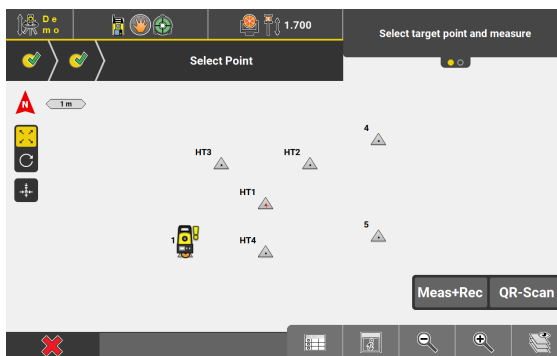 De
mo
1.700
Select target point and measure
Select Point
N
1 m
4
HT3
HT2
HT1
5
1
HT4
Meas+Rec
QR-Scan